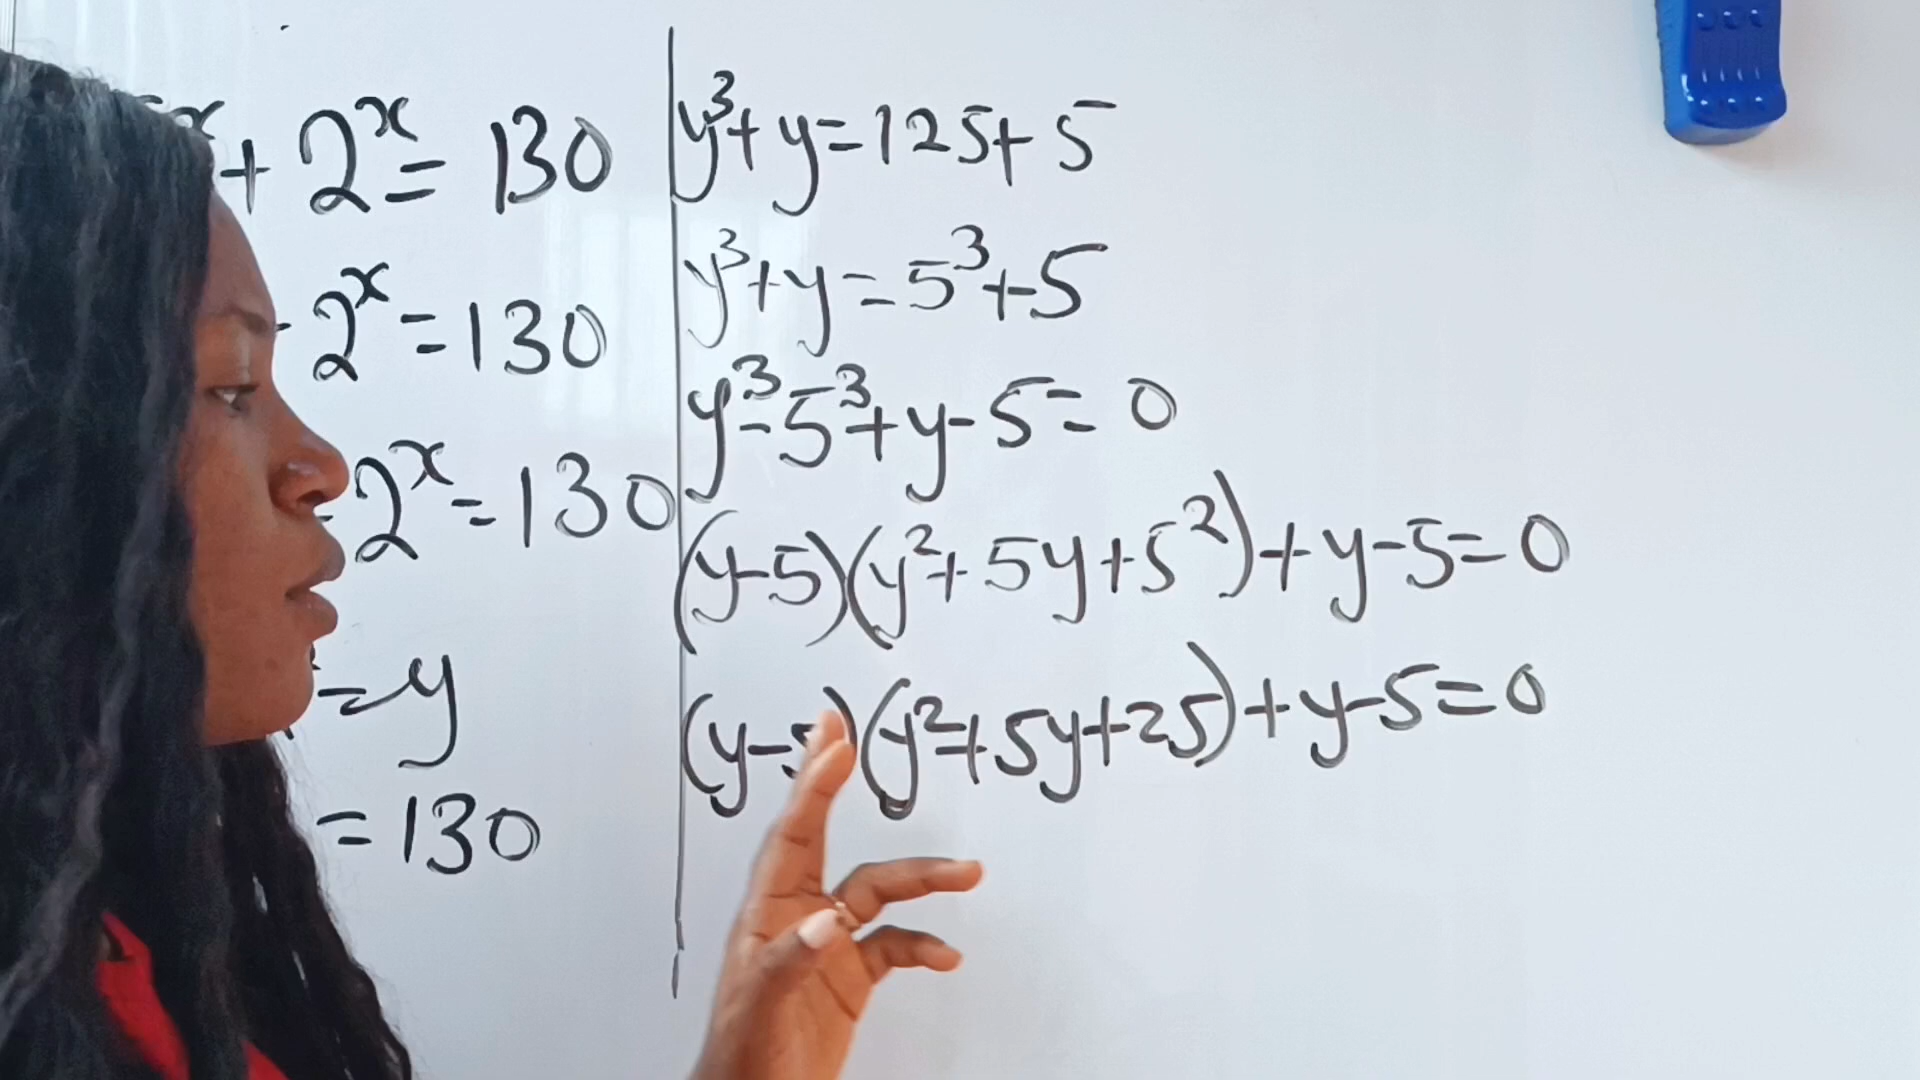 x + 2^x = 130
2^x = 130
2^x = 130
= y
= 130
y^3 + y = 125 + 5
y^3 + y = 5^3 + 5
y^3 - 5^3 + y - 5 = 0
(y-5)(y^2 + 5y + 5^2) + y - 5 = 0
(y-5)(y^2 + 5y + 25) + y - 5 = 0